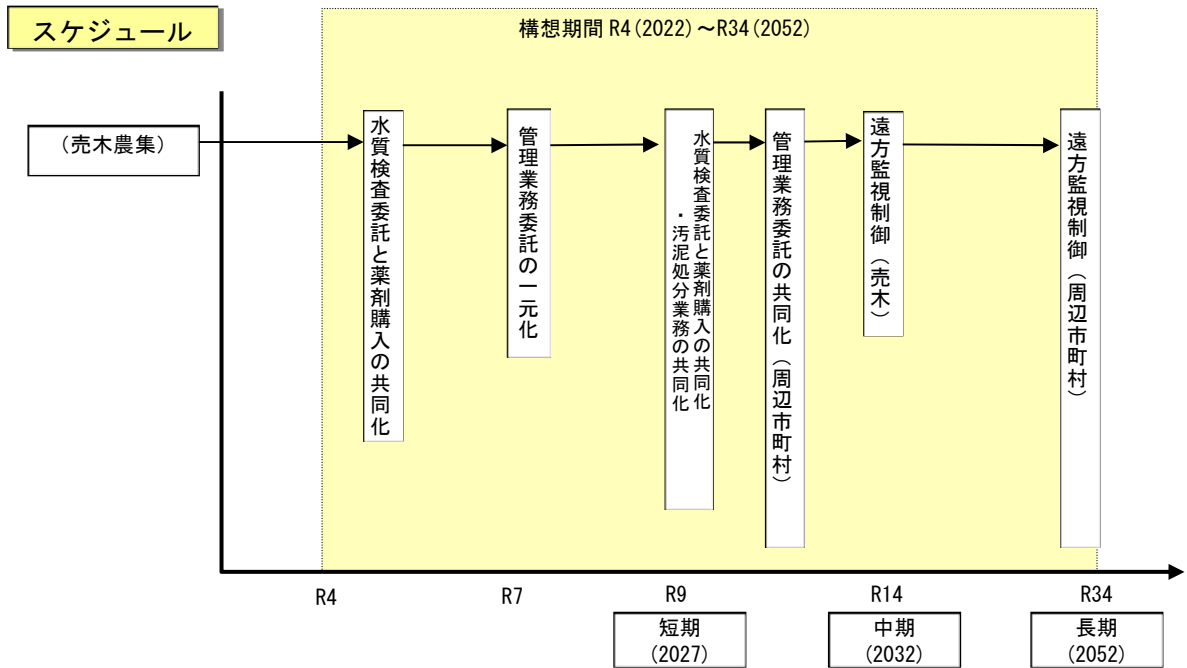 スケジュール
構想期間 R4(2022)~R34(2052)
(売木農集)
水質検査委託と薬剤購入の共同化
管理業務委託の一元化
水質検査委託と薬剤購入の共同化
・汚泥処分業務の共同化
管理業務委託の共同化(周辺市町村)
遠方監視制御(売木)
遠方監視制御(周辺市町村)
R4
R7
R9
R14
R34
短期
(2027)
中期
(2032)
長期
(2052)